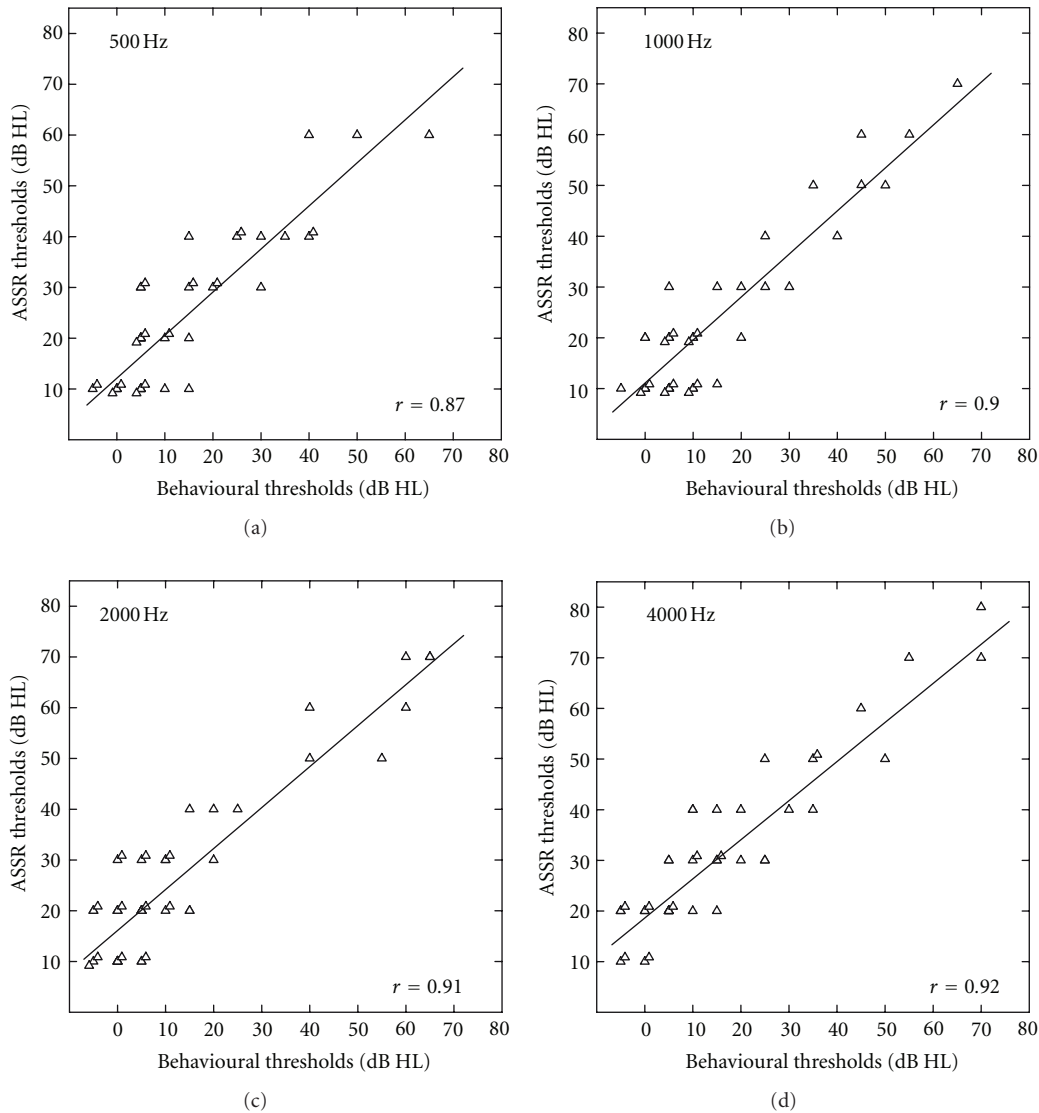 80
70
60
50
40
30
20
10
ASSR thresholds (dB HL)
500 Hz
r = 0.87
0 10 20 30 40 50 60 70 80
Behavioural thresholds (dB HL)
(a)
80
70
60
50
40
30
20
10
ASSR thresholds (dB HL)
1000 Hz
r = 0.9
0 10 20 30 40 50 60 70 80
Behavioural thresholds (dB HL)
(b)
80
70
60
50
40
30
20
10
ASSR thresholds (dB HL)
2000 Hz
r = 0.91
0 10 20 30 40 50 60 70 80
Behavioural thresholds (dB HL)
(c)
80
70
60
50
40
30
20
10
ASSR thresholds (dB HL)
4000 Hz
r = 0.92
0 10 20 30 40 50 60 70 80
Behavioural thresholds (dB HL)
(d)